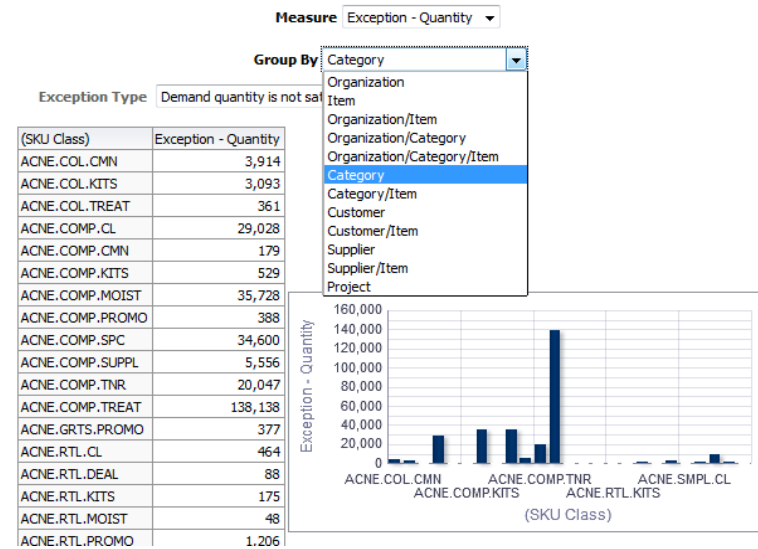 Measure Exception - Quantity
Group By Category
Organization
Item
Organization/Item
Organization/Category
Organization/Category/Item
Category
Category/Item
Customer
Customer/Item
Supplier
Supplier/Item
Project
Exception Type Demand quantity is not sat
(SKU Class) Exception - Quantity
ACNE.COL.CMN 3,914
ACNE.COL.KITS 3,093
ACNE.COL.TREAT 361
ACNE.COMP.CL 29,028
ACNE.COMP.CMN 179
ACNE.COMP.KITS 529
ACNE.COMP.MOIST 35,728
ACNE.COMP.PROMO 388
ACNE.COMP.SPC 34,600
ACNE.COMP.SUPPL 5,556
ACNE.COMP.TNR 20,047
ACNE.COMP.TREAT 138,138
ACNE.GRTS.PROMO 377
ACNE.RTL.CL 464
ACNE.RTL.DEAL 88
ACNE.RTL.KITS 175
ACNE.RTL.MOIST 48
ACNE.RTL.PROMO 1,206
Exception - Quantity
160,000
140,000
120,000
100,000
80,000
60,000
40,000
20,000
0
ACNE.COL.CMN ACNE.COMP.TNR ACNE.SMPL.CL
ACNE.COMP.KITS ACNE.RTL.KITS
(SKU Class)